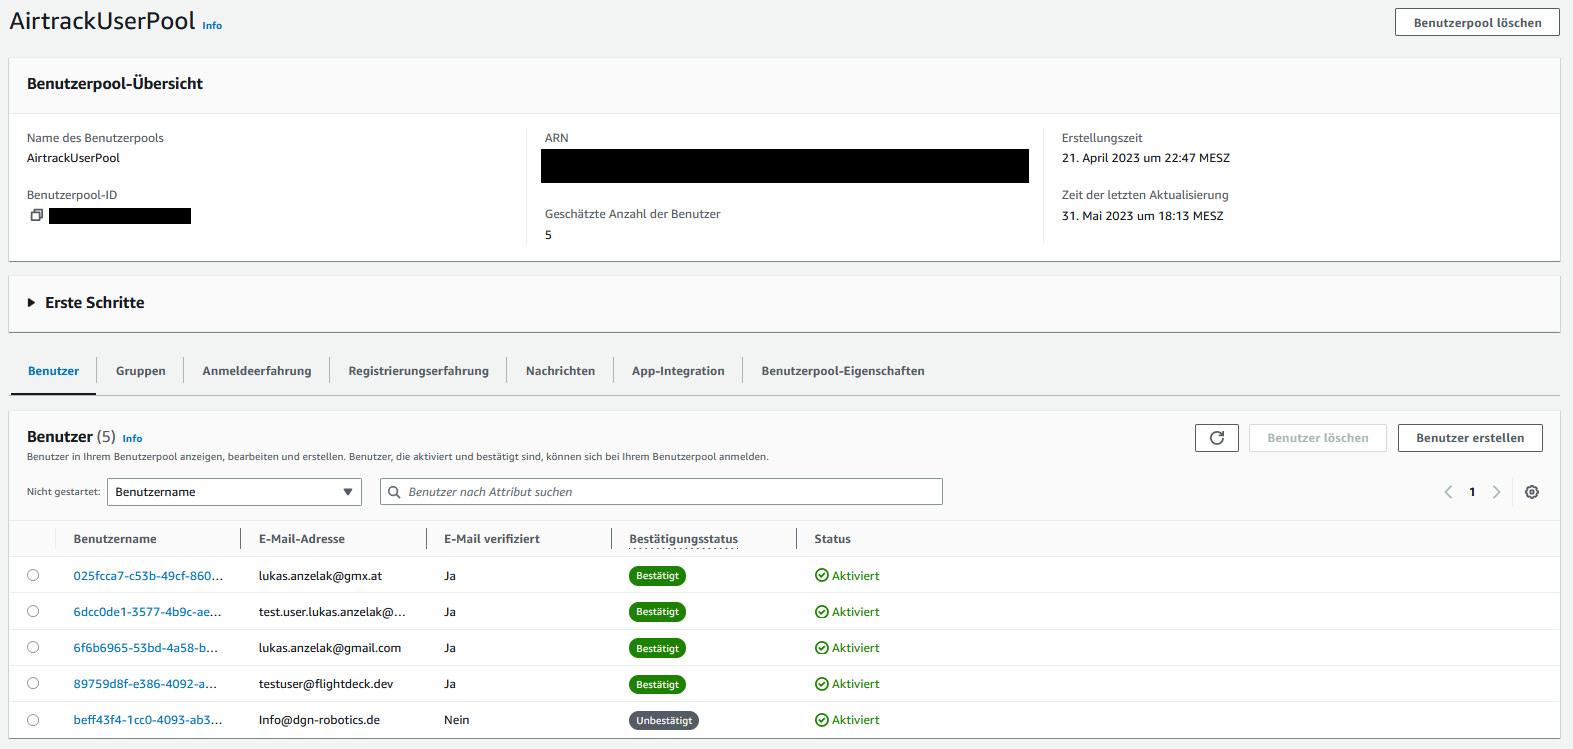 AirtrackUserPool Info
Benutzerpool löschen
Benutzerpool-Übersicht
Name des Benutzerpools
AirtrackUserPool
Benutzerpool-ID
ARN
Geschätzte Anzahl der Benutzer
5
Erstellungszeit
21. April 2023 um 22:47 MESZ
Zeit der letzten Aktualisierung
31. Mai 2023 um 18:13 MESZ
Erste Schritte
Benutzer Gruppen Anmeldeerfahrung Registrierungserfahrung Nachrichten App-Integration Benutzerpool-Eigenschaften
Benutzer (5) Info
Benutzer löschen Benutzer erstellen
Benutzer in Ihrem Benutzerpool anzeigen, bearbeiten und erstellen. Benutzer, die aktiviert und bestätigt sind, können sich bei Ihrem Benutzerpool anmelden.
Nicht gestartet: Benutzername Benutzer nach Attribut suchen 1
Benutzername E-Mail-Adresse E-Mail verifiziert Bestätigungsstatus Status
025fcca7-c53b-49cf-860... lukas.anzelak@gmx.at Ja Bestätigt Aktiviert
6dcc0de1-3577-4b9c-ae... test.user.lukas.anzelak@... Ja Bestätigt Aktiviert
6f6b6965-53bd-4a58-b... lukas.anzelak@gmail.com Ja Bestätigt Aktiviert
89759d8f-e386-4092-a... testuser@flightdeck.dev Ja Bestätigt Aktiviert
beff43f4-1cc0-4093-ab3... Info@dgn-robotics.de Nein Unbestätigt Aktiviert